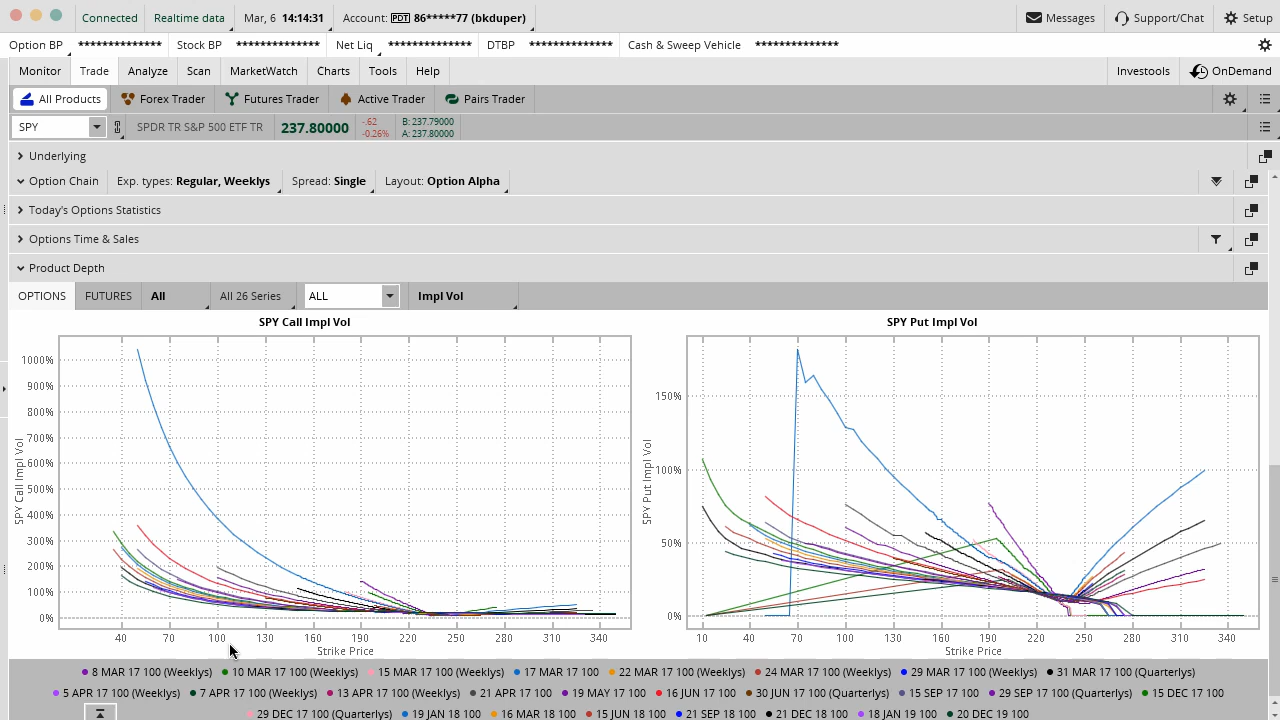 Connected Realtime data Mar, 6 14:14:31 Account: PDT 86*****77 (bkduper) Messages Support/Chat Setup
Option BP ************** Stock BP ************** Net Liq ************** DTBP ************** Cash & Sweep Vehicle **************
Monitor Trade Analyze Scan MarketWatch Charts Tools Help Investools OnDemand
All Products Forex Trader Futures Trader Active Trader Pairs Trader
SPY SPDR TR S&P 500 ETF TR 237.80000 -.62 -0.26% B: 237.79000 A: 237.80000
Underlying
Option Chain Exp. types: Regular, Weeklys Spread: Single Layout: Option Alpha
Today's Options Statistics
Options Time & Sales
Product Depth
OPTIONS FUTURES All All 26 Series ALL Impl Vol
SPY Call Impl Vol
SPY Call Impl Vol
1000%
900%
800%
700%
600%
500%
400%
300%
200%
100%
0%
40 70 100 130 160 190 220 250 280 310 340
Strike Price
SPY Put Impl Vol
SPY Put Impl Vol
150%
100%
50%
0%
10 40 70 100 130 160 190 220 250 280 310 340
Strike Price
8 MAR 17 100 (Weeklys) 10 MAR 17 100 (Weeklys) 15 MAR 17 100 (Weeklys) 17 MAR 17 100 22 MAR 17 100 (Weeklys) 24 MAR 17 100 (Weeklys) 29 MAR 17 100 (Weeklys) 31 MAR 17 100 (Quarterlys)
5 APR 17 100 (Weeklys) 7 APR 17 100 (Weeklys) 13 APR 17 100 (Weeklys) 21 APR 17 100 19 MAY 17 100 16 JUN 17 100 30 JUN 17 100 (Quarterlys) 15 SEP 17 100 29 SEP 17 100 (Quarterlys) 15 DEC 17 100
29 DEC 17 100 (Quarterlys) 19 JAN 18 100 16 MAR 18 100 15 JUN 18 100 21 SEP 18 100 21 DEC 18 100 18 JAN 19 100 20 DEC 19 100